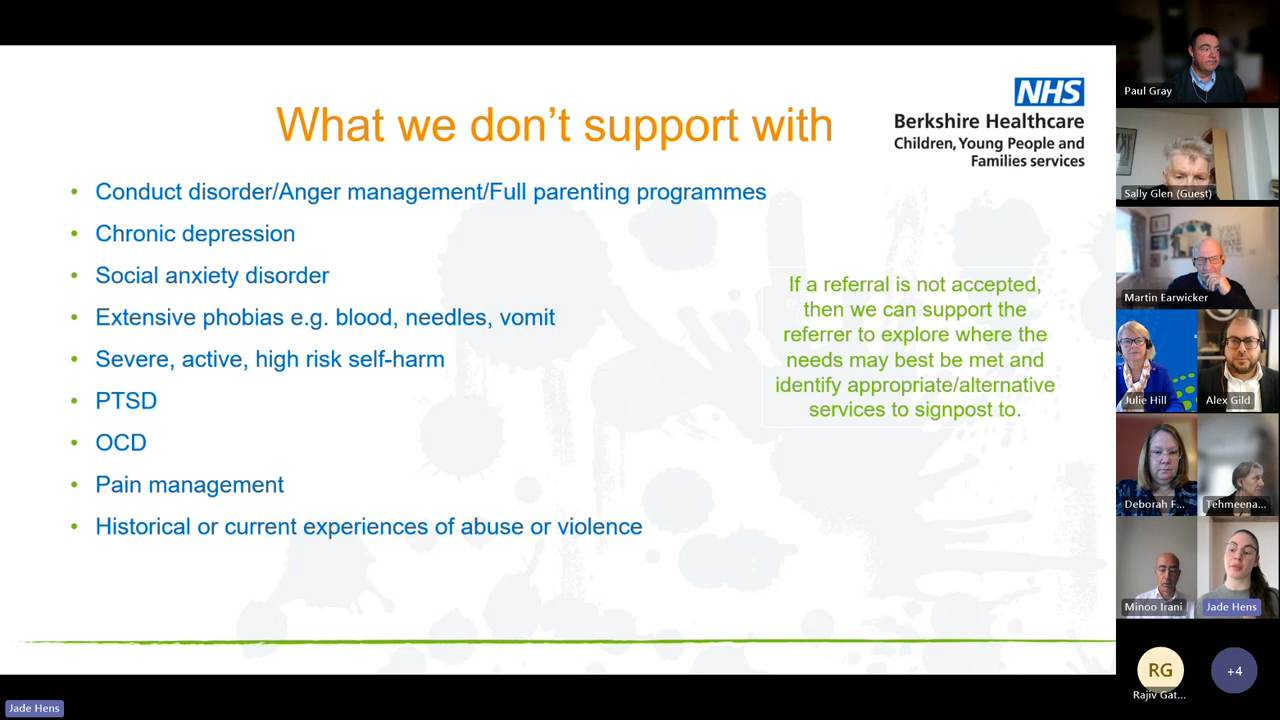 What we don't support with
NHS
Berkshire Healthcare
Children, Young People and
Families services
• Conduct disorder/Anger management/Full parenting programmes
• Chronic depression
• Social anxiety disorder
• Extensive phobias e.g. blood, needles, vomit
• Severe, active, high risk self-harm
• PTSD
• OCD
• Pain management
• Historical or current experiences of abuse or violence
If a referral is not accepted,
then we can support the
referrer to explore where the
needs may best be met and
identify appropriate/alternative
services to signpost to.
Jade Hens
Paul Gray
Sally Glen (Guest)
Martin Earwicker
Julie Hill
Alex Gild
Deborah F...
Tehmeena...
Minoo Irani
Jade Hens
RG
Rajiv Gat...
+4